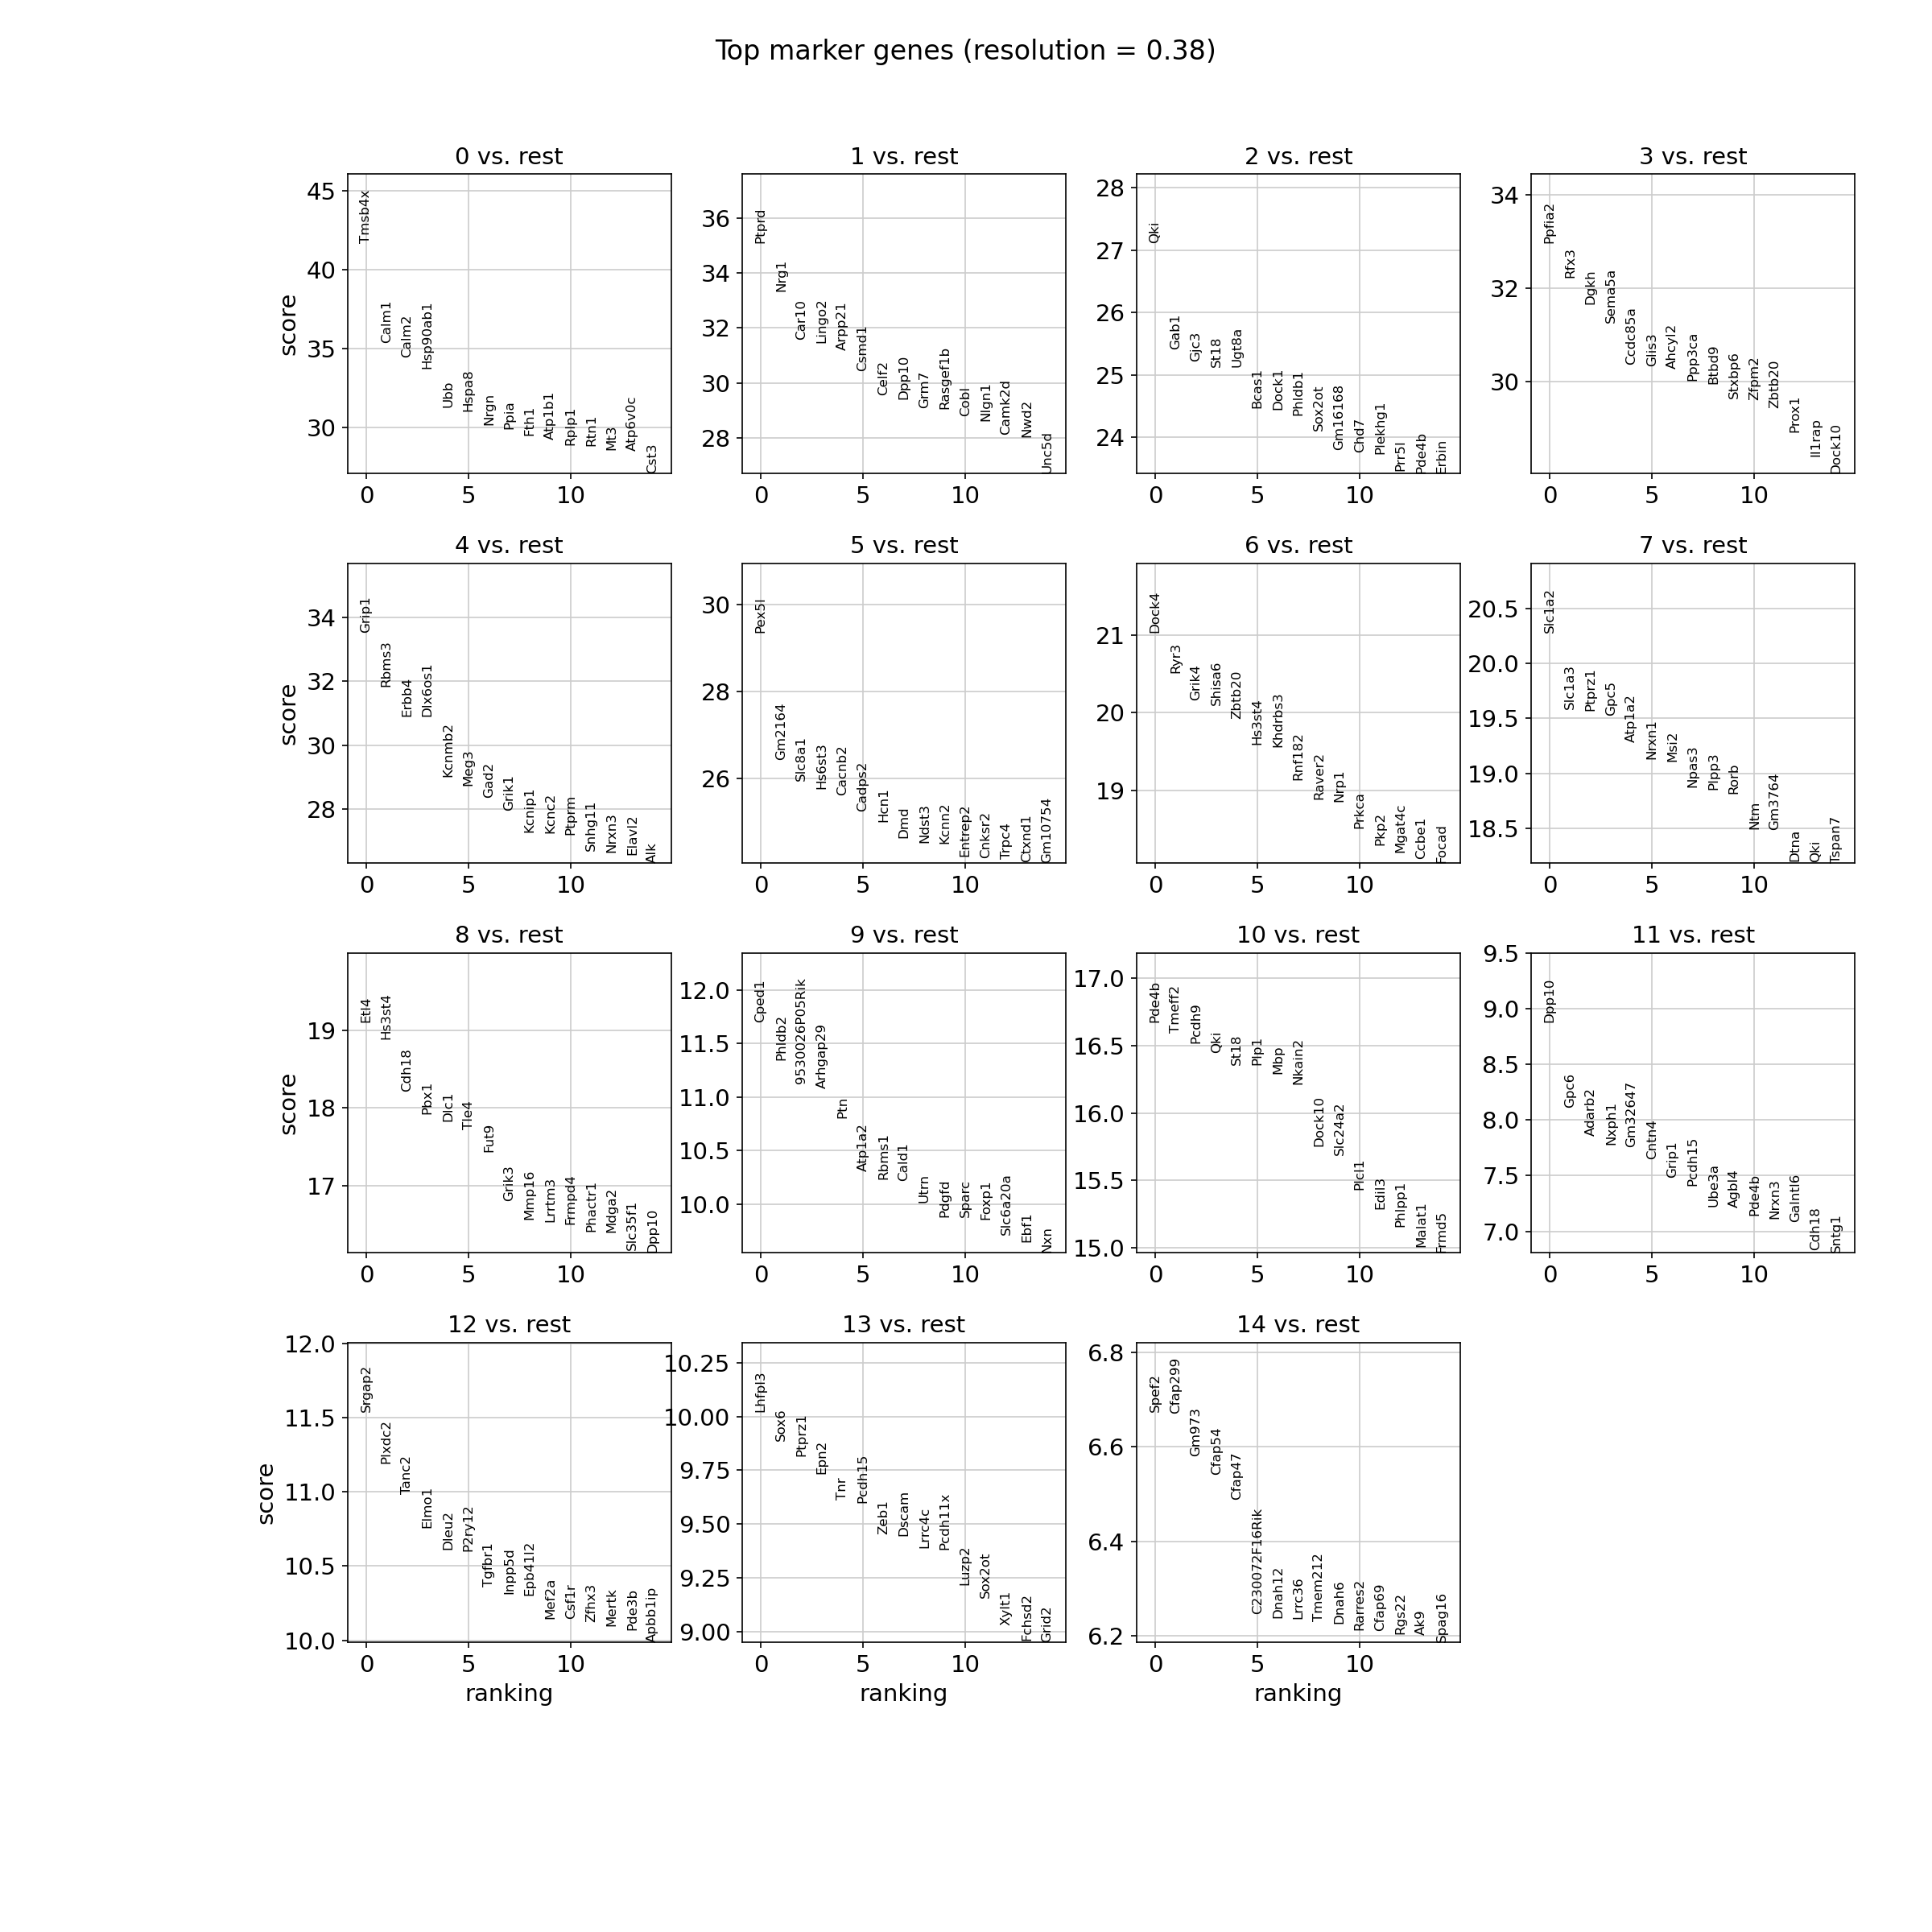 Top marker genes (resolution = 0.38)
0 vs. rest
1 vs. rest
2 vs. rest
3 vs. rest
score
45
40
35
30
Tmsb4x
Calm1
Calm2
Hsp90ab1
Ubb
Hspa8
Nrgn
Ppia
Fth1
Atp1b1
Rplp1
Rtn1
Mt3
Atp6v0c
Cst3
0 5 10
36
34
32
30
28
Ptprd
Nrg1
Car10
Lingo2
Arpp21
Csmd1
Celf2
Dpp10
Grm7
Rasgef1b
Cobl
Nlgn1
Camk2d
Nwd2
Unc5d
0 5 10
28
27
26
25
24
Qki
Gab1
Gjc3
St18
Ugt8a
Bcas1
Dock1
Phldb1
Sox2ot
Gm16168
Chd7
Plekhg1
Prr5l
Pde4b
Erbin
0 5 10
34
32
30
Ppfia2
Rfx3
Dgkh
Sema5a
Ccdc85a
Glis3
Ahcyl2
Ppp3ca
Btbd9
Stxbp6
Zfpm2
Zbtb20
Prox1
Il1rap
Dock10
0 5 10
4 vs. rest
5 vs. rest
6 vs. rest
7 vs. rest
score
34
32
30
28
Grip1
Rbms3
Erbb4
Dlx6os1
Kcnmb2
Meg3
Gad2
Grik1
Kcnip1
Kcnc2
Ptprm
Snhg11
Nrxn3
Elavl2
Alk
0 5 10
30
28
26
Pex5l
Gm2164
Slc8a1
Hs6st3
Cacnb2
Cadps2
Hcn1
Dmd
Ndst3
Kcnn2
Entrep2
Cnksr2
Trpc4
Ctxnd1
Gm10754
0 5 10
21
20
19
Dock4
Ryr3
Grik4
Shisa6
Zbtb20
Hs3st4
Khdrbs3
Rnf182
Raver2
Nrp1
Prkca
Pkp2
Mgat4c
Ccbe1
Focad
0 5 10
20.5
20.0
19.5
19.0
18.5
Slc1a2
Slc1a3
Ptprz1
Gpc5
Atp1a2
Nrxn1
Msi2
Npas3
Plpp3
Rorb
Ntm
Gm3764
Dtna
Qki
Tspan7
0 5 10
8 vs. rest
9 vs. rest
10 vs. rest
11 vs. rest
score
19
18
17
Etl4
Hs3st4
Cdh18
Pbx1
Dlc1
Tle4
Fut9
Grik3
Mmp16
Lrrtm3
Frmpd4
Phactr1
Mdga2
Slc35f1
Dpp10
0 5 10
12.0
11.5
11.0
10.5
10.0
Cped1
Phldb2
9530026P05Rik
Arhgap29
Ptn
Atp1a2
Rbms1
Cald1
Utrn
Pdgfd
Sparc
Foxp1
Slc6a20a
Ebf1
Nxn
0 5 10
17.0
16.5
16.0
15.5
15.0
Pde4b
Tmeff2
Pcdh9
Qki
St18
Plp1
Mbp
Nkain2
Dock10
Slc24a2
Plcl1
Edil3
Phlpp1
Malat1
Frmd5
0 5 10
9.5
9.0
8.5
8.0
7.5
7.0
Dpp10
Gpc6
Adarb2
Nxph1
Gm32647
Cntn4
Grip1
Pcdh15
Ube3a
Agbl4
Pde4b
Nrxn3
Galntl6
Cdh18
Sntg1
0 5 10
12 vs. rest
13 vs. rest
14 vs. rest
score
12.0
11.5
11.0
10.5
10.0
Srgap2
Plxdc2
Tanc2
Elmo1
Dleu2
P2ry12
Tgfbr1
Inpp5d
Epb41l2
Mef2a
Csf1r
Zfhx3
Mertk
Pde3b
Apbb1ip
0 5 10
ranking
10.25
10.00
9.75
9.50
9.25
9.00
Lhfpl3
Sox6
Ptprz1
Epn2
Tnr
Pcdh15
Zeb1
Dscam
Lrrc4c
Pcdh11x
Luzp2
Sox2ot
Xylt1
Fchsd2
Grid2
0 5 10
ranking
6.8
6.6
6.4
6.2
Spef2
Cfap299
Gm973
Cfap54
Cfap47
C230072F16Rik
Dnah12
Lrrc36
Tmem212
Dnah6
Rarres2
Cfap69
Rgs22
Ak9
Spag16
0 5 10
ranking